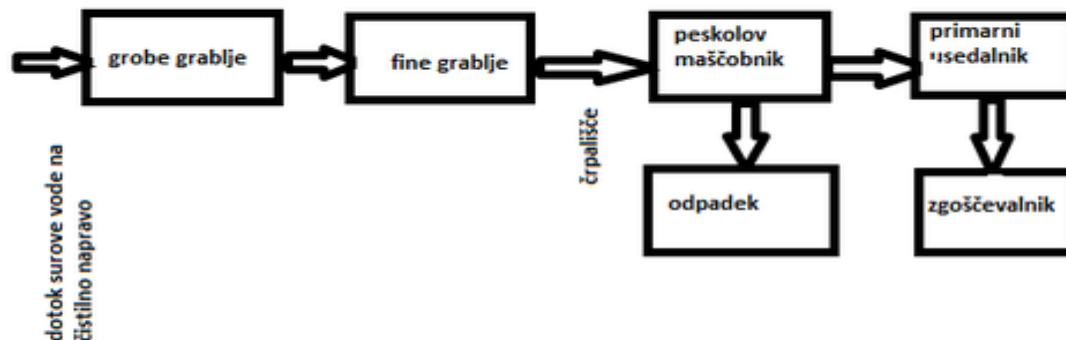 grobe grablje
fine grablje
peskolov
maščobnik
primarni
usedalnik
črpališče
odpadek
zgoščevalnik
dotok surove vode na
čistilno napravo